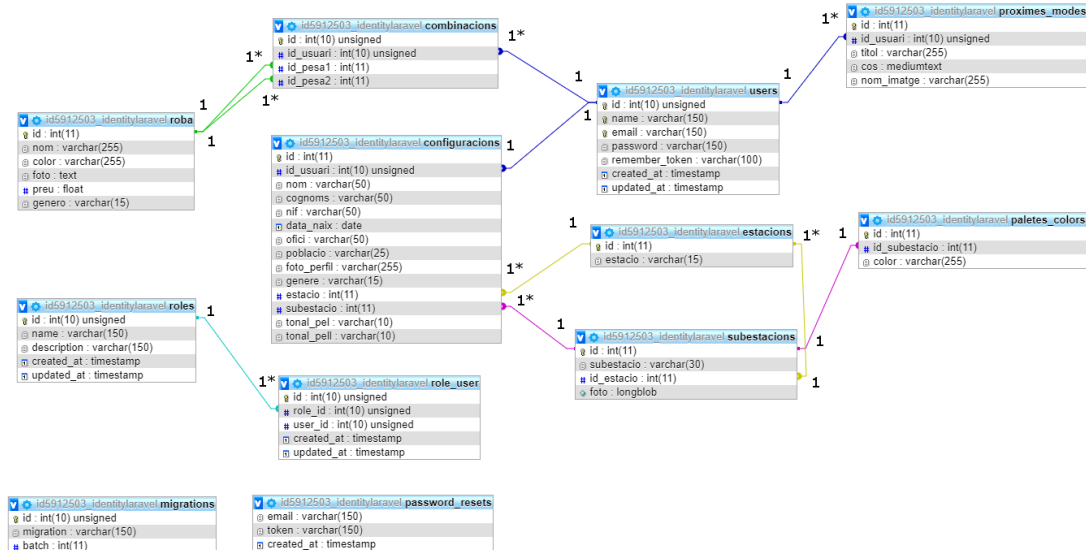 id5912503_identitylaravel combinacions
id : int(10) unsigned
id_usuari : int(10) unsigned
id_pesa1 : int(11)
id_pesa2 : int(11)
id5912503_identitylaravel proximes_modes
id : int(11)
id_usuari : int(10) unsigned
titol : varchar(255)
cos : mediumtext
nom_imatge : varchar(255)
id5912503_identitylaravel users
id : int(10) unsigned
name : varchar(150)
email : varchar(150)
password : varchar(150)
remember_token : varchar(100)
created_at : timestamp
updated_at : timestamp
id5912503_identitylaravel roba
id : int(11)
nom : varchar(255)
color : varchar(255)
foto : text
preu : float
genero : varchar(15)
id5912503_identitylaravel configuracions
id : int(11)
id_usuari : int(10) unsigned
nom : varchar(50)
cognoms : varchar(50)
nif : varchar(50)
data_naix : date
ofici : varchar(50)
poblacio : varchar(25)
foto_perfil : varchar(255)
genere : varchar(15)
estacio : int(11)
subestacio : int(11)
tonal_pel : varchar(10)
tonal_pell : varchar(10)
id5912503_identitylaravel estacions
id : int(11)
estacio : varchar(15)
id5912503_identitylaravel paletes_colors
id : int(11)
id_subestacio : int(11)
color : varchar(255)
id5912503_identitylaravel roles
id : int(10) unsigned
name : varchar(150)
description : varchar(150)
created_at : timestamp
updated_at : timestamp
id5912503_identitylaravel subestacions
id : int(11)
subestacio : varchar(30)
id_estacio : int(11)
foto : longblob
id5912503_identitylaravel role_user
id : int(10) unsigned
role_id : int(10) unsigned
user_id : int(10) unsigned
created_at : timestamp
updated_at : timestamp
id5912503_identitylaravel migrations
id : int(10) unsigned
migration : varchar(150)
batch : int(11)
id5912503_identitylaravel password_resets
email : varchar(150)
token : varchar(150)
created_at : timestamp
1*
1*
1
1
1*
1
1
1
1
1*
1
1*
1*
1
1
1*
1
1
1
1
1*